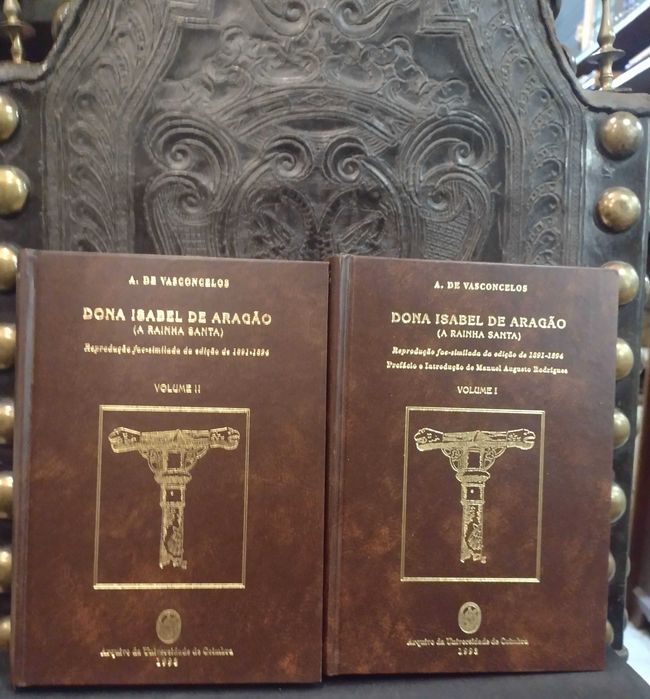 A. DE VASCONCELOS
DONA ISABEL DE ARAGÃO
(A RAINHA SANTA)
Reprodução fac-similada da edição de 1891-1894
VOLUME II
Arquivo da Universidade de Coimbra
A. DE VASCONCELOS
DONA ISABEL DE ARAGÃO
(A RAINHA SANTA)
Reprodução fac-similada da edição de 1891-1894
Prefácio e Introdução de Manuel Augusto Rodrigues
VOLUME I
Arquivo da Universidade de Coimbra
1993